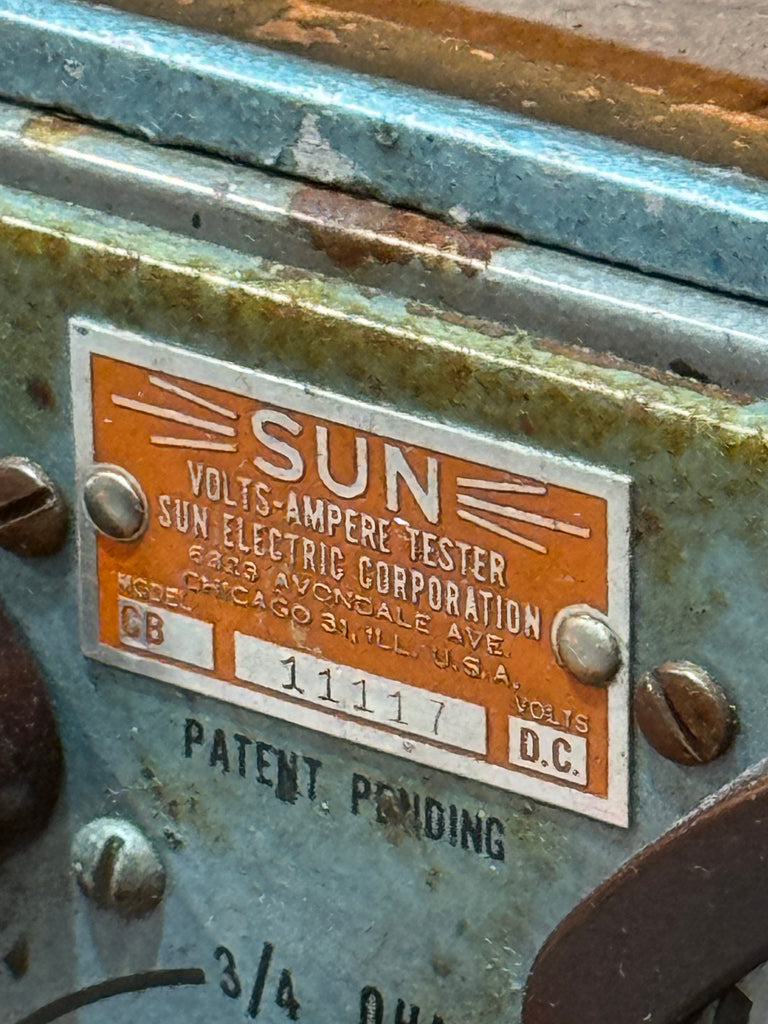 SUN
VOLTS-AMPERE TESTER
SUN ELECTRIC CORPORATION
6323 AVONDALE AVE.
CHICAGO 31, ILL. U.S.A.
MODEL
CB
11117
VOLTS
D.C.
PATENT PENDING
3/4